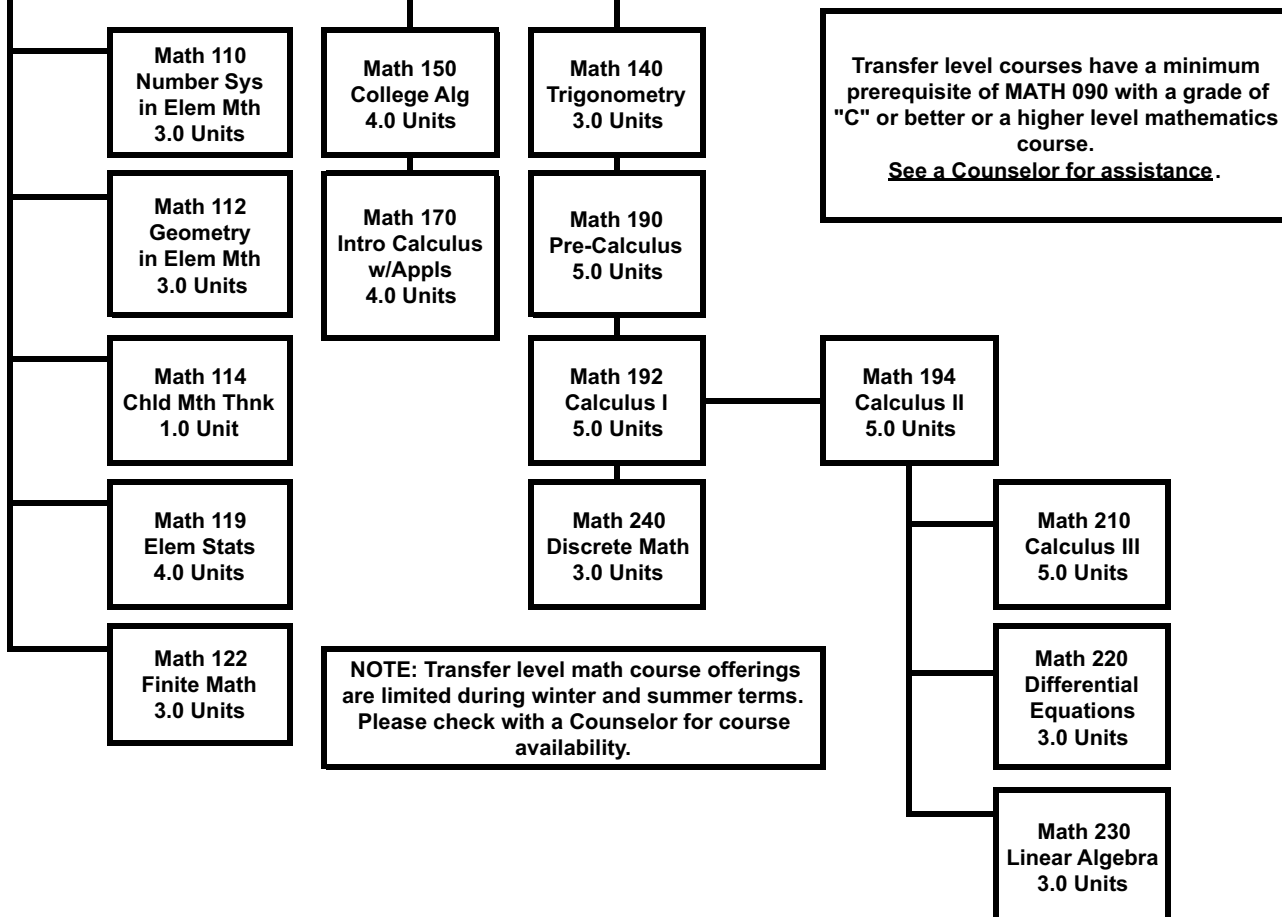 Math 110
Number Sys
in Elem Mth
3.0 Units
Math 150
College Alg
4.0 Units
Math 140
Trigonometry
3.0 Units
Transfer level courses have a minimum
prerequisite of MATH 090 with a grade of
"C" or better or a higher level mathematics
course.
See a Counselor for assistance.
Math 112
Geometry
in Elem Mth
3.0 Units
Math 170
Intro Calculus
w/Appls
4.0 Units
Math 190
Pre-Calculus
5.0 Units
Math 114
Chld Mth Thnk
1.0 Unit
Math 192
Calculus I
5.0 Units
Math 194
Calculus II
5.0 Units
Math 119
Elem Stats
4.0 Units
Math 240
Discrete Math
3.0 Units
Math 210
Calculus III
5.0 Units
Math 122
Finite Math
3.0 Units
NOTE: Transfer level math course offerings
are limited during winter and summer terms.
Please check with a Counselor for course
availability.
Math 220
Differential
Equations
3.0 Units
Math 230
Linear Algebra
3.0 Units